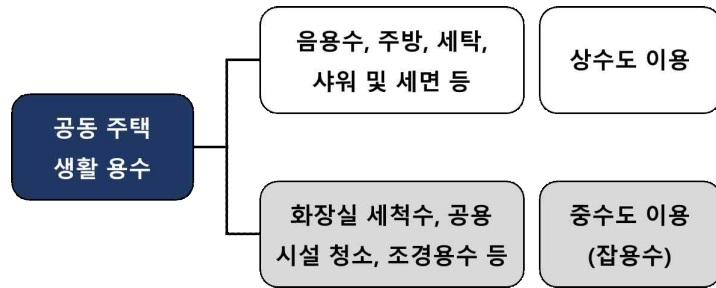 공동 주택
생활 용수
음용수, 주방, 세탁,
샤워 및 세면 등
상수도 이용
화장실 세척수, 공용
시설 청소, 조경용수 등
중수도 이용
(잡용수)